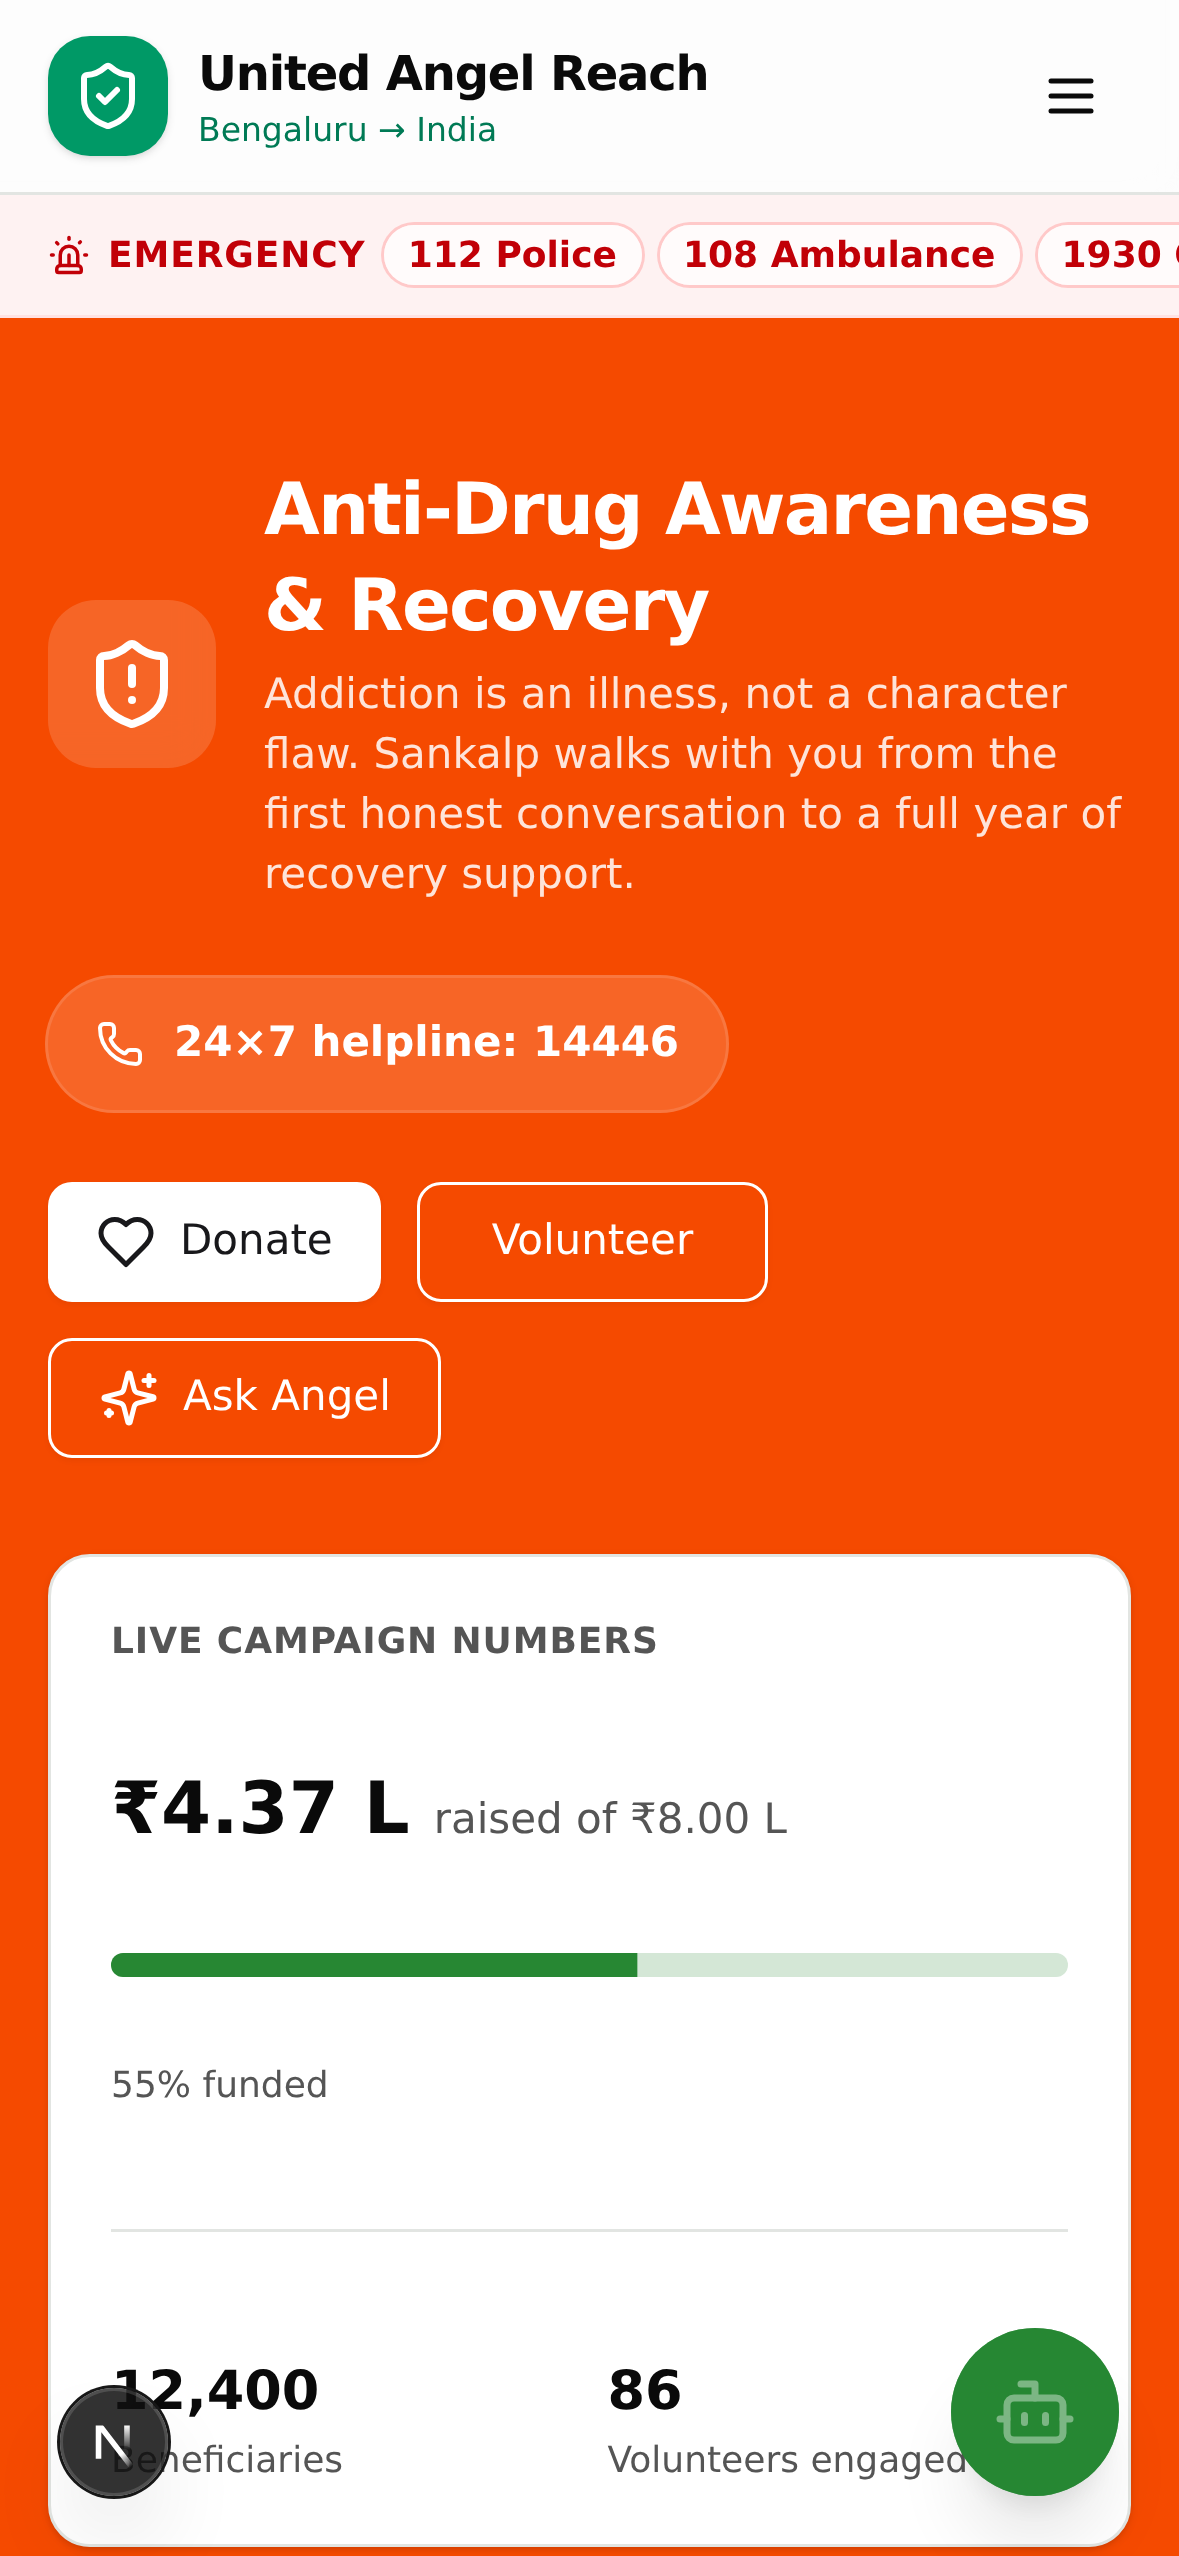 United Angel Reach
Bengaluru → India
EMERGENCY 112 Police 108 Ambulance 1930
Anti-Drug Awareness
& Recovery
Addiction is an illness, not a character
flaw. Sankalp walks with you from the
first honest conversation to a full year of
recovery support.
24×7 helpline: 14446
Donate Volunteer
Ask Angel
LIVE CAMPAIGN NUMBERS
₹4.37 L raised of ₹8.00 L
55% funded
12,400 86
N
Beneficiaries Volunteers engaged